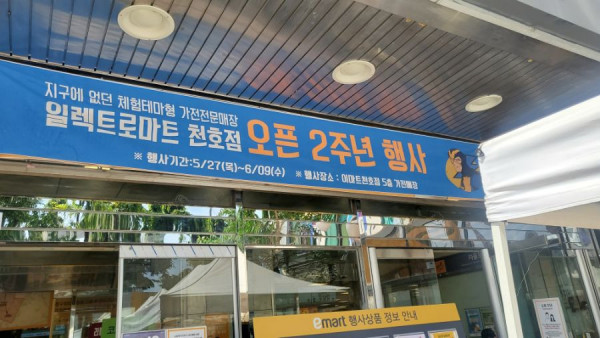 지구에 없던 체험테마형 가전전문매장
일렉트로마트 천호점 오픈 2주년 행사
※ 행사기간:5/27(목)~6/09(수) ※ 행사장소 : 이마트천호점 5층 가전매장
emart 행사상품 정보 안내